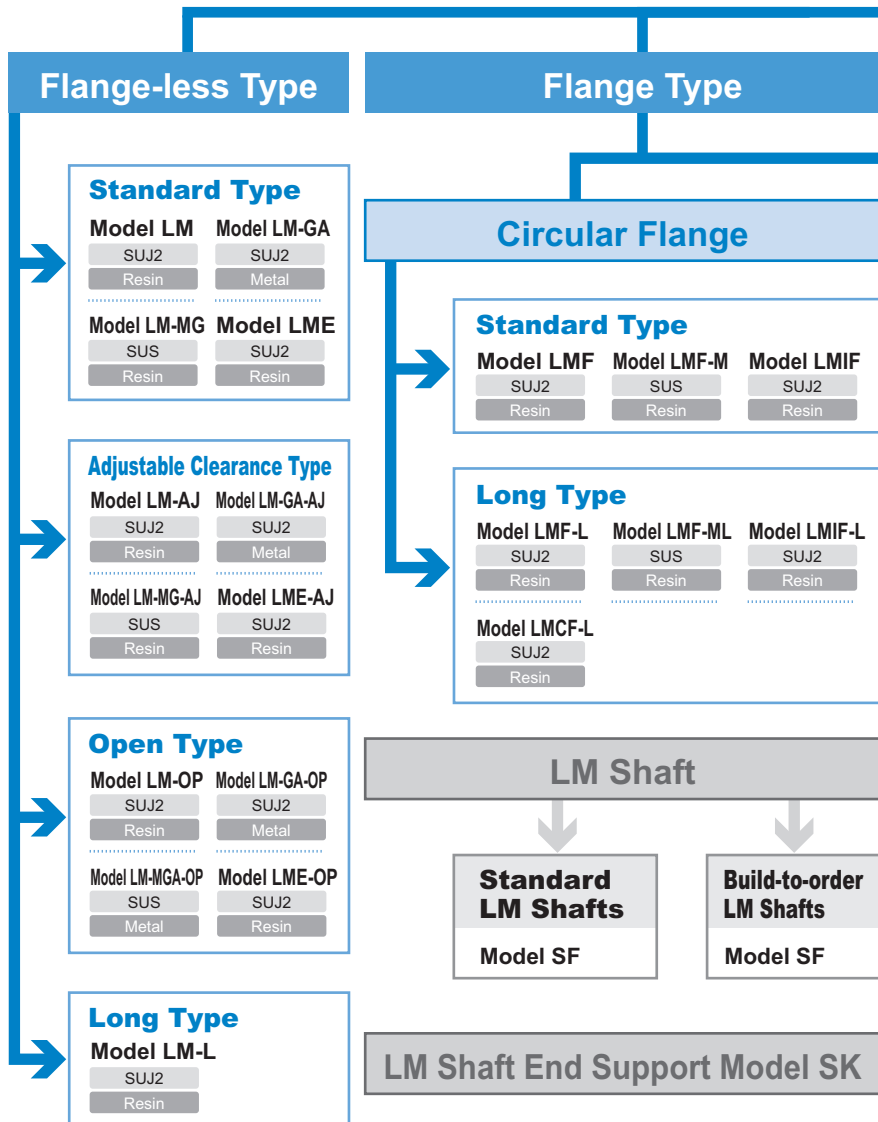 Flange-less Type
Flange Type
Standard Type
Model LM Model LM-GA
SUJ2 SUJ2
Resin Metal
Model LM-MG Model LME
SUS SUJ2
Resin Resin
Adjustable Clearance Type
Model LM-AJ Model LM-GA-AJ
SUJ2 SUJ2
Resin Metal
Model LM-MG-AJ Model LME-AJ
SUS SUJ2
Resin Resin
Open Type
Model LM-OP Model LM-GA-OP
SUJ2 SUJ2
Resin Metal
Model LM-MGA-OP Model LME-OP
SUS SUJ2
Metal Resin
Long Type
Model LM-L
SUJ2
Resin
Circular Flange
Standard Type
Model LMF Model LMF-M Model LMIF
SUJ2 SUS SUJ2
Resin Resin Resin
Long Type
Model LMF-L Model LMF-ML Model LMIF-L
SUJ2 SUS SUJ2
Resin Resin Resin
Model LMCF-L
SUJ2
Resin
LM Shaft
Standard
LM Shafts
Model SF
Build-to-order
LM Shafts
Model SF
LM Shaft End Support Model SK